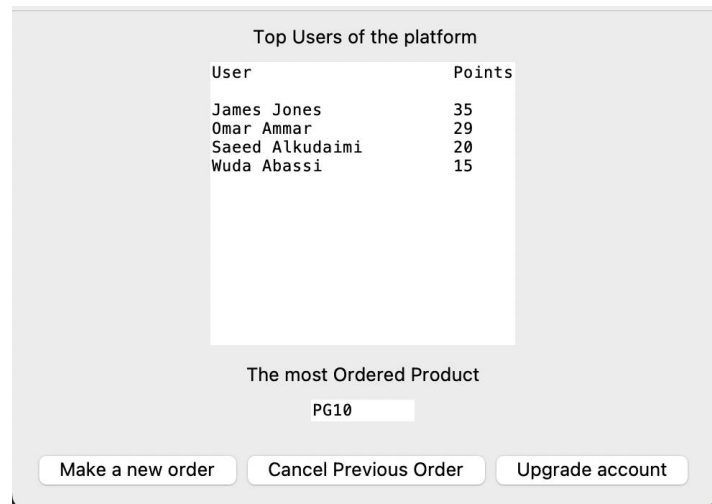 Top Users of the platform
User Points
James Jones 35
Omar Ammar 29
Saeed Alkudaimi 20
Wuda Abassi 15
The most Ordered Product
PG10
Make a new order Cancel Previous Order Upgrade account